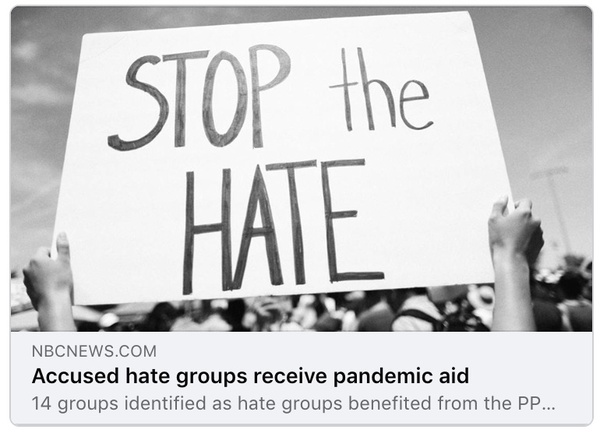 STOP the
HATE
NBCNEWS.COM
Accused hate groups receive pandemic aid
14 groups identified as hate groups benefited from the PP...